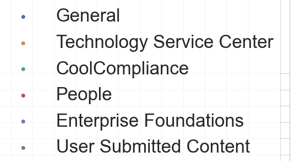 General
Technology Service Center
CoolCompliance
People
Enterprise Foundations
User Submitted Content